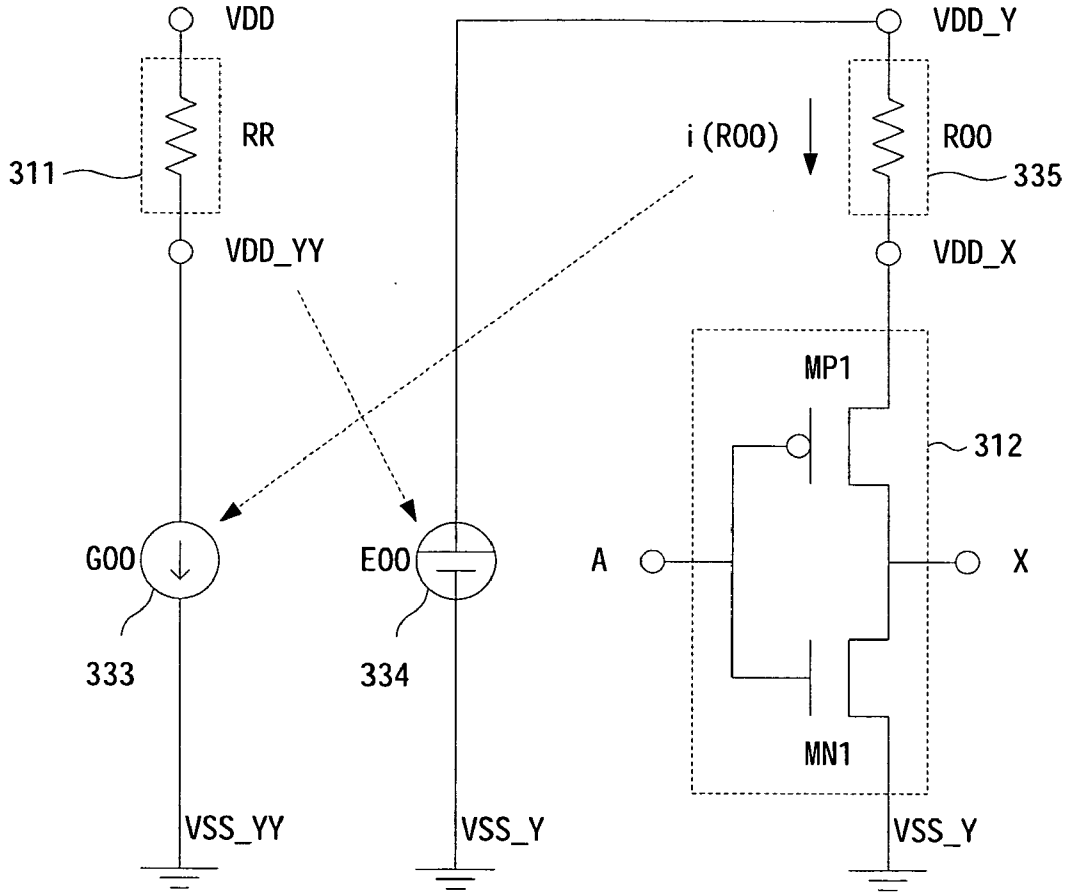 VDD
VDD_Y
RR
i(R00)
R00
311
335
VDD_YY
VDD_X
MP1
312
G00
E00
A
X
333
334
MN1
VSS_YY
VSS_Y
VSS_Y